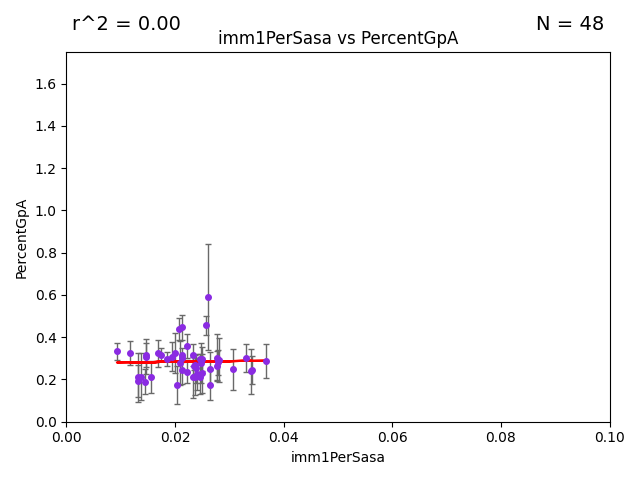 r^2 = 0.00
N = 48
imm1PerSasa vs PercentGpA
1.6
1.4
1.2
1.0
0.8
0.6
0.4
0.2
0.0
PercentGpA
0.00 0.02 0.04 0.06 0.08 0.10
imm1PerSasa